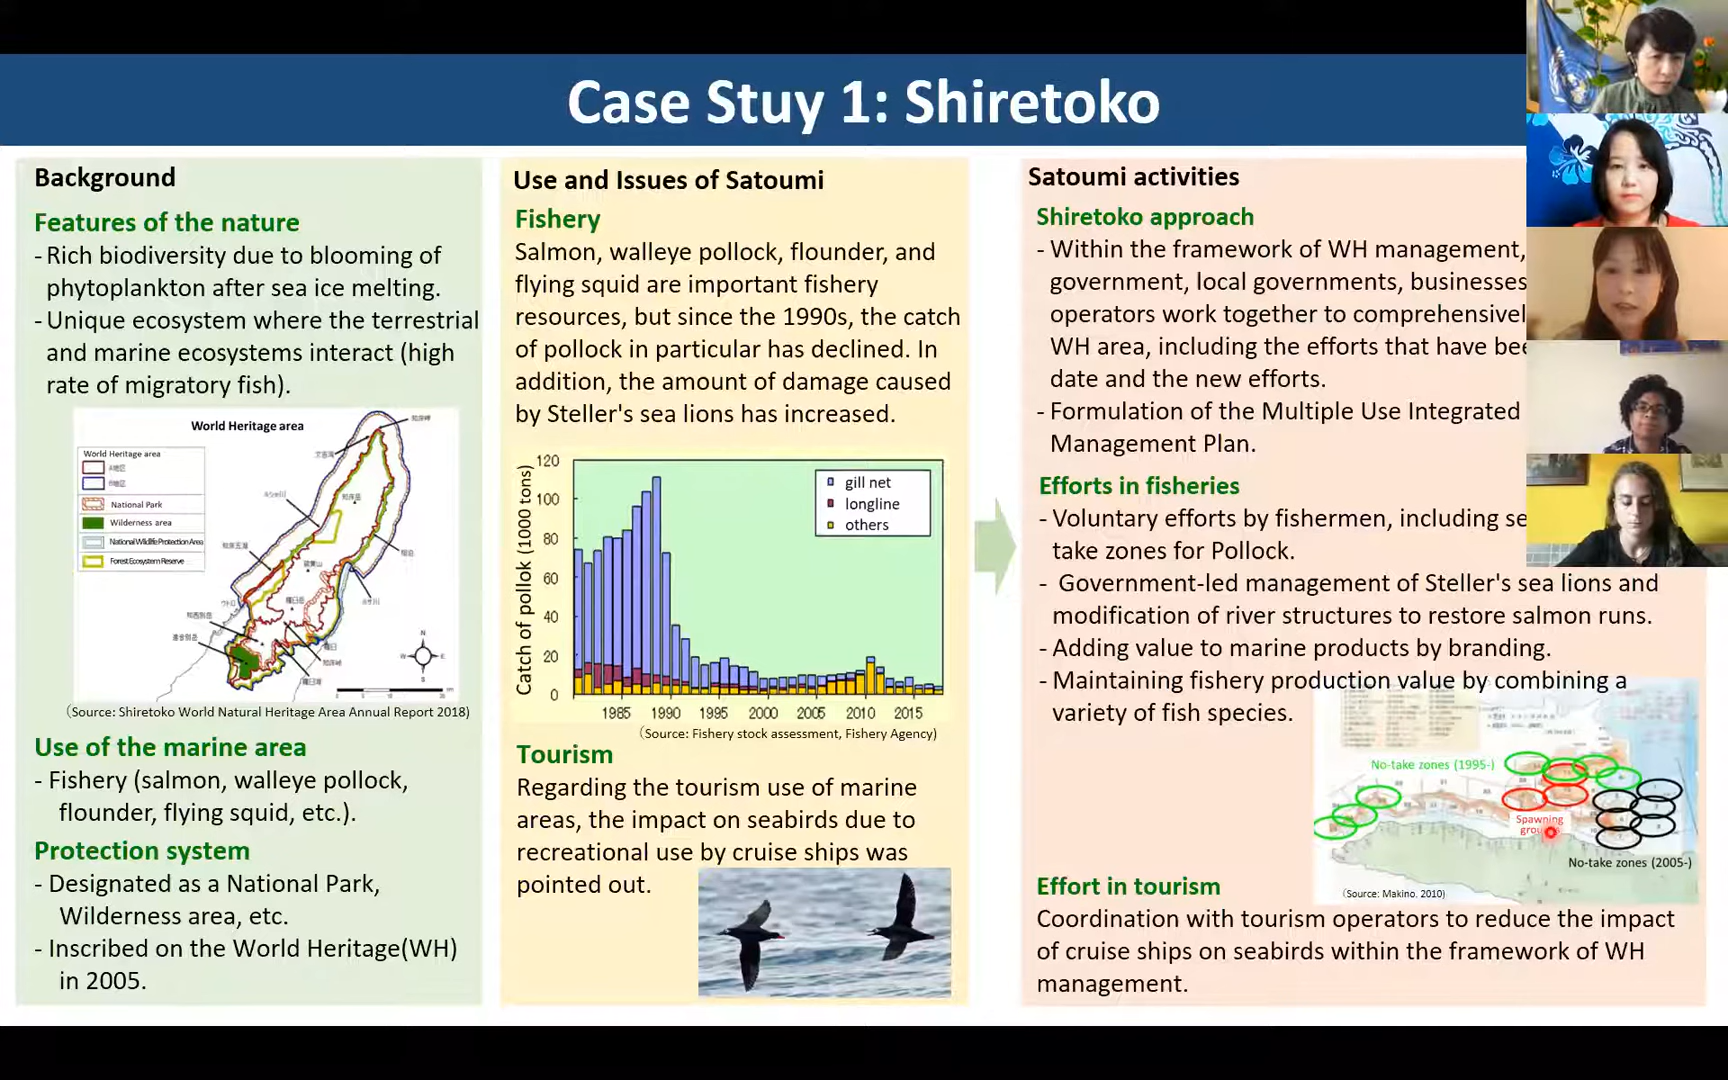 Case Stuy 1: Shiretoko
Background
Features of the nature
- Rich biodiversity due to blooming of
phytoplankton after sea ice melting.
- Unique ecosystem where the terrestrial
and marine ecosystems interact (high
rate of migratory fish).
World Heritage area
World Heritage area
A地区
B地区
National Park
Wilderness area
National Wildlife Protection Area
Forest Ecosystem Reserve
N
W
E
S
(Source: Shiretoko World Natural Heritage Area Annual Report 2018)
Use of the marine area
- Fishery (salmon, walleye pollock,
flounder, flying squid, etc.).
Protection system
- Designated as a National Park,
Wilderness area, etc.
- Inscribed on the World Heritage(WH)
in 2005.
Use and Issues of Satoumi
Fishery
Salmon, walleye pollock, flounder, and
flying squid are important fishery
resources, but since the 1990s, the catch
of pollock in particular has declined. In
addition, the amount of damage caused
by Steller's sea lions has increased.
Catch of pollok (1000 tons)
120
100
80
60
40
20
0
gill net
longline
others
1985 1990 1995 2000 2005 2010 2015
(Source: Fishery stock assessment, Fishery Agency)
Tourism
Regarding the tourism use of marine
areas, the impact on seabirds due to
recreational use by cruise ships was
pointed out.
Satoumi activities
Shiretoko approach
- Within the framework of WH management,
government, local governments, businesses
operators work together to comprehensivel
WH area, including the efforts that have bee
date and the new efforts.
- Formulation of the Multiple Use Integrated
Management Plan.
Efforts in fisheries
- Voluntary efforts by fishermen, including se
take zones for Pollock.
- Government-led management of Steller's sea lions and
modification of river structures to restore salmon runs.
- Adding value to marine products by branding.
- Maintaining fishery production value by combining a
variety of fish species.
No-take zones (1995-)
Spawning
No-take zones (2005-)
(Source: Makino. 2010)
Effort in tourism
Coordination with tourism operators to reduce the impact
of cruise ships on seabirds within the framework of WH
management.